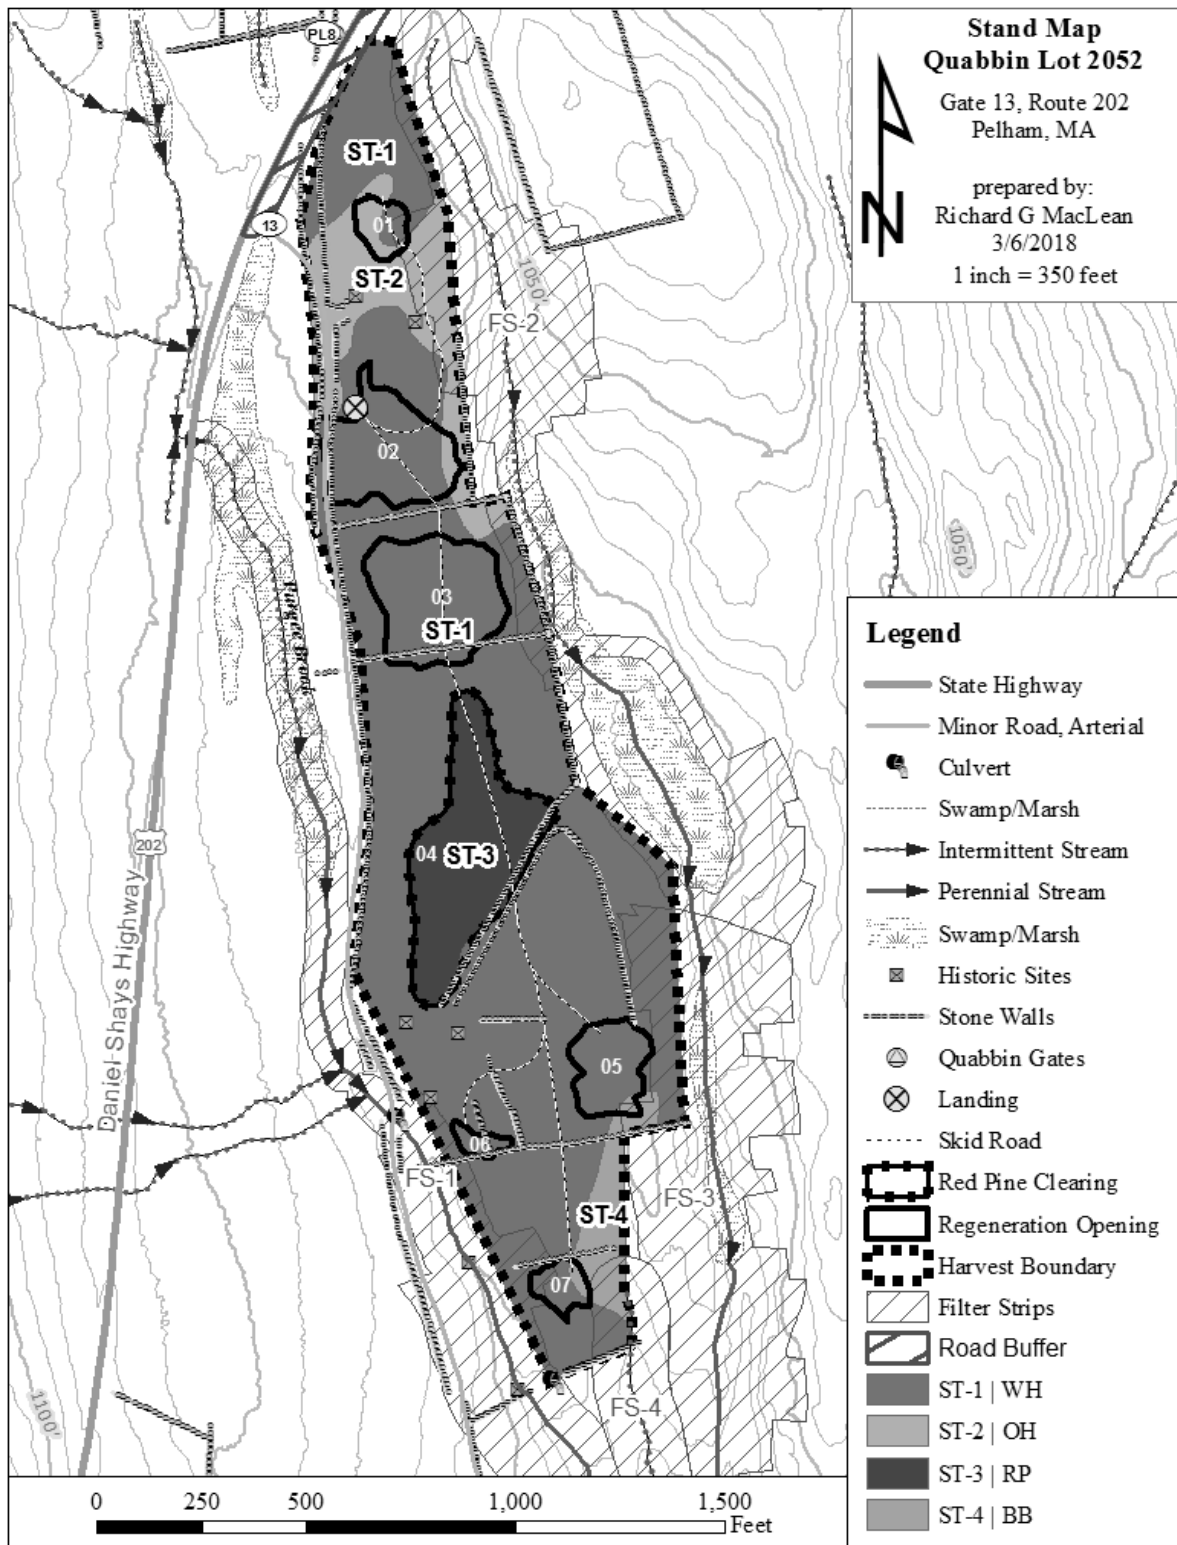 Stand Map
Quabbin Lot 2052
Gate 13, Route 202
Pelham, MA
prepared by:
Richard G MacLean
3/6/2018
1 inch = 350 feet
N
PL8
ST-1
01
13
ST-2
1050'
FS-2
02
1050'
03
ST-1
202
Daniel Shays Highway
04
ST-3
05
06
FS-1
FS-3
ST-4
07
FS-4
1100'
Legend
State Highway
Minor Road, Arterial
Culvert
Swamp/Marsh
Intermittent Stream
Perennial Stream
Swamp/Marsh
Historic Sites
Stone Walls
Quabbin Gates
Landing
Skid Road
Red Pine Clearing
Regeneration Opening
Harvest Boundary
Filter Strips
Road Buffer
ST-1 | WH
ST-2 | OH
ST-3 | RP
ST-4 | BB
0 250 500 1,000 1,500
Feet